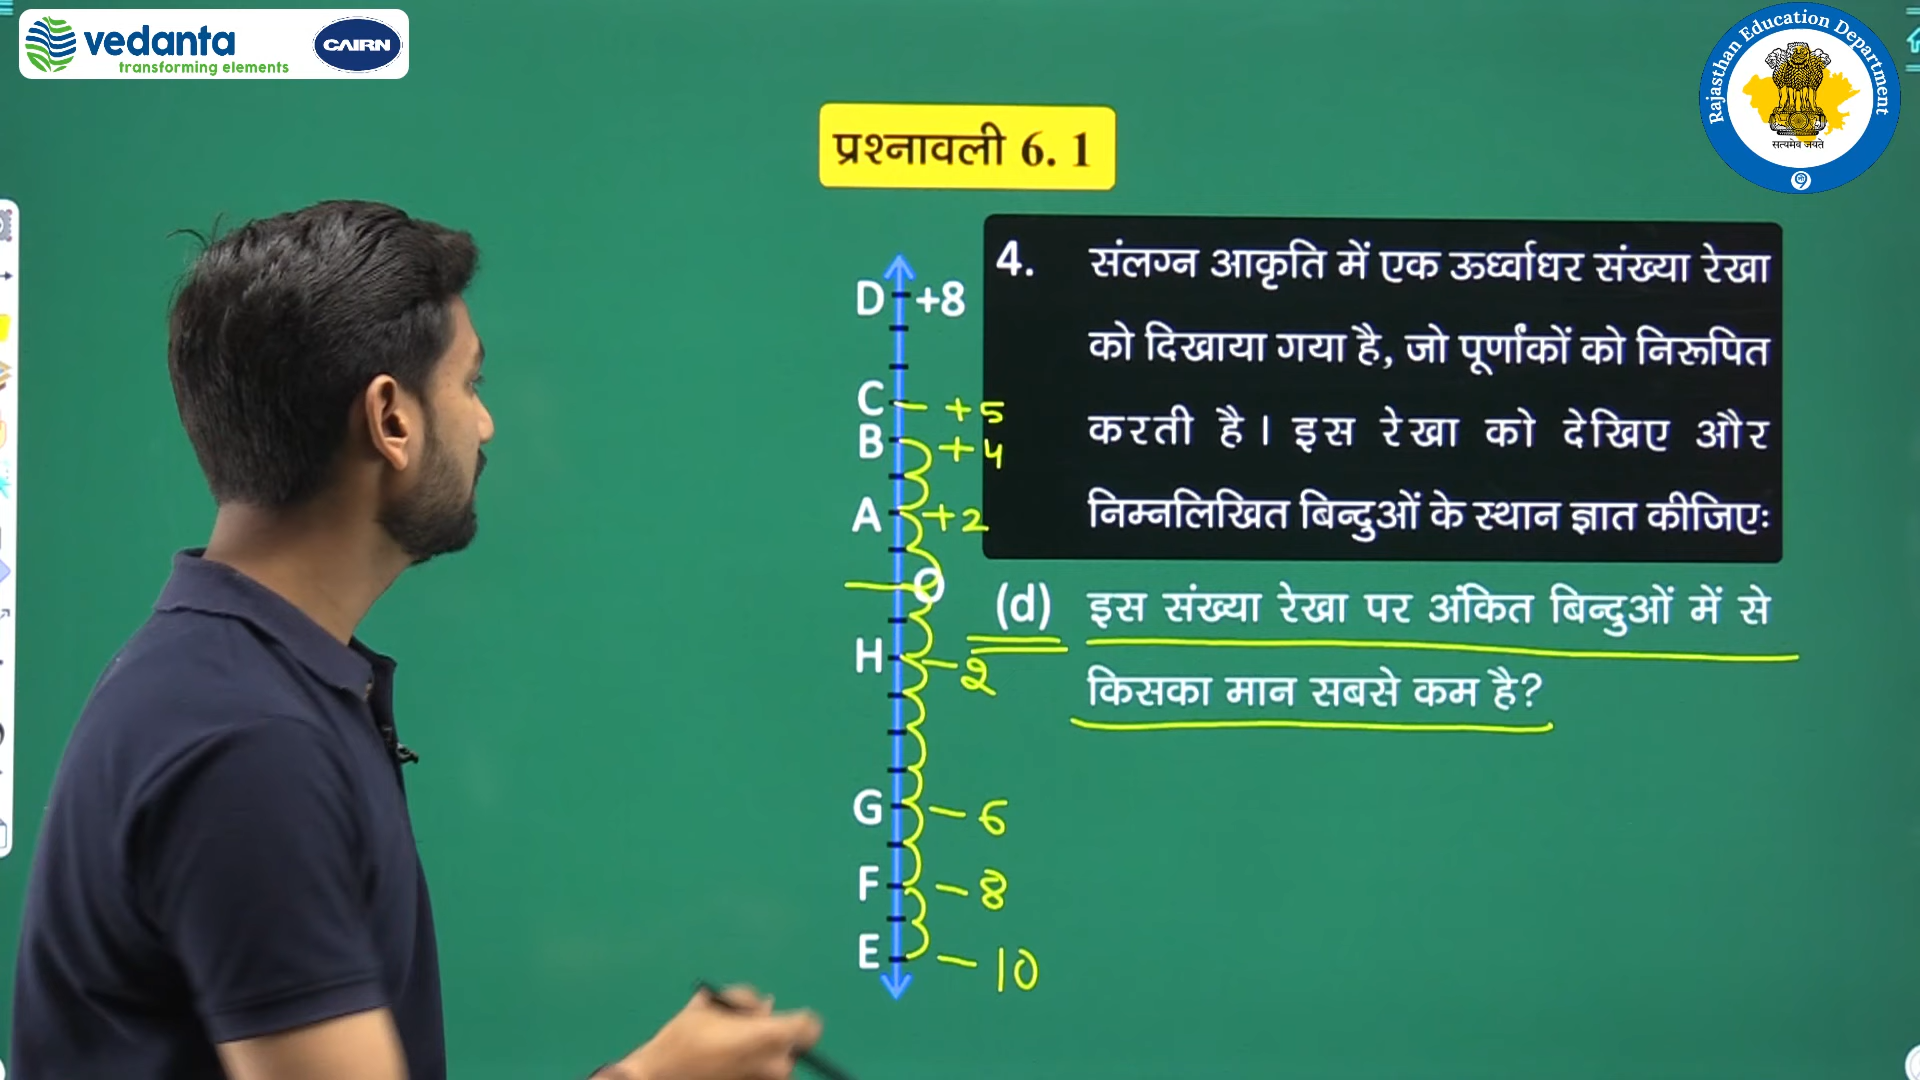 vedanta
transforming elements
CAIRN
Rajasthan Education Department
सत्यमेव जयते
प्रश्नावली 6. 1
4. संलग्न आकृति में एक ऊर्ध्वाधर संख्या रेखा
को दिखाया गया है, जो पूर्णांकों को निरूपित
करती है। इस रेखा को देखिए और
निम्नलिखित बिन्दुओं के स्थान ज्ञात कीजिएः
(d) इस संख्या रेखा पर अंकित बिन्दुओं में से
किसका मान सबसे कम है?
D +8
C +5
B +4
A +2
O
H -2
G -6
F -8
E -10